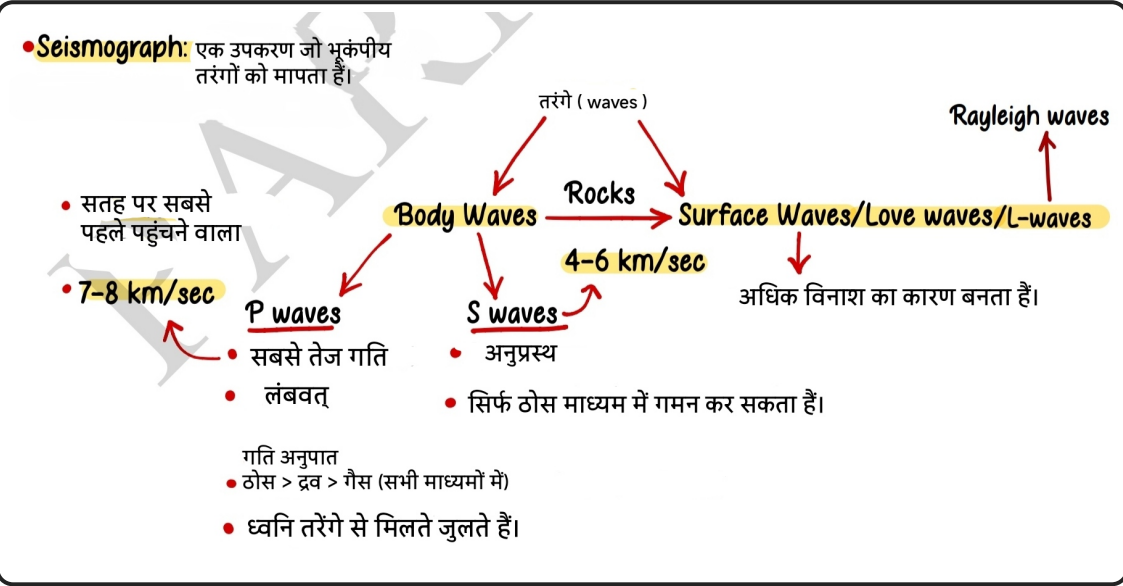 •Seismograph: एक उपकरण जो भूकंपीय
तरंगों को मापता हैं।
तरंगे ( waves )
Rayleigh waves
• सतह पर सबसे
पहले पहुंचने वाला
Rocks
Body Waves
Surface Waves/Love waves/L-waves
4-6 km/sec
• 7-8 km/sec
अधिक विनाश का कारण बनता हैं।
P waves
S waves
• सबसे तेज गति
• अनुप्रस्थ
• लंबवत्
• सिर्फ ठोस माध्यम में गमन कर सकता हैं।
गति अनुपात
• ठोस > द्रव > गैस (सभी माध्यमों में)
• ध्वनि तरेंगे से मिलते जुलते हैं।